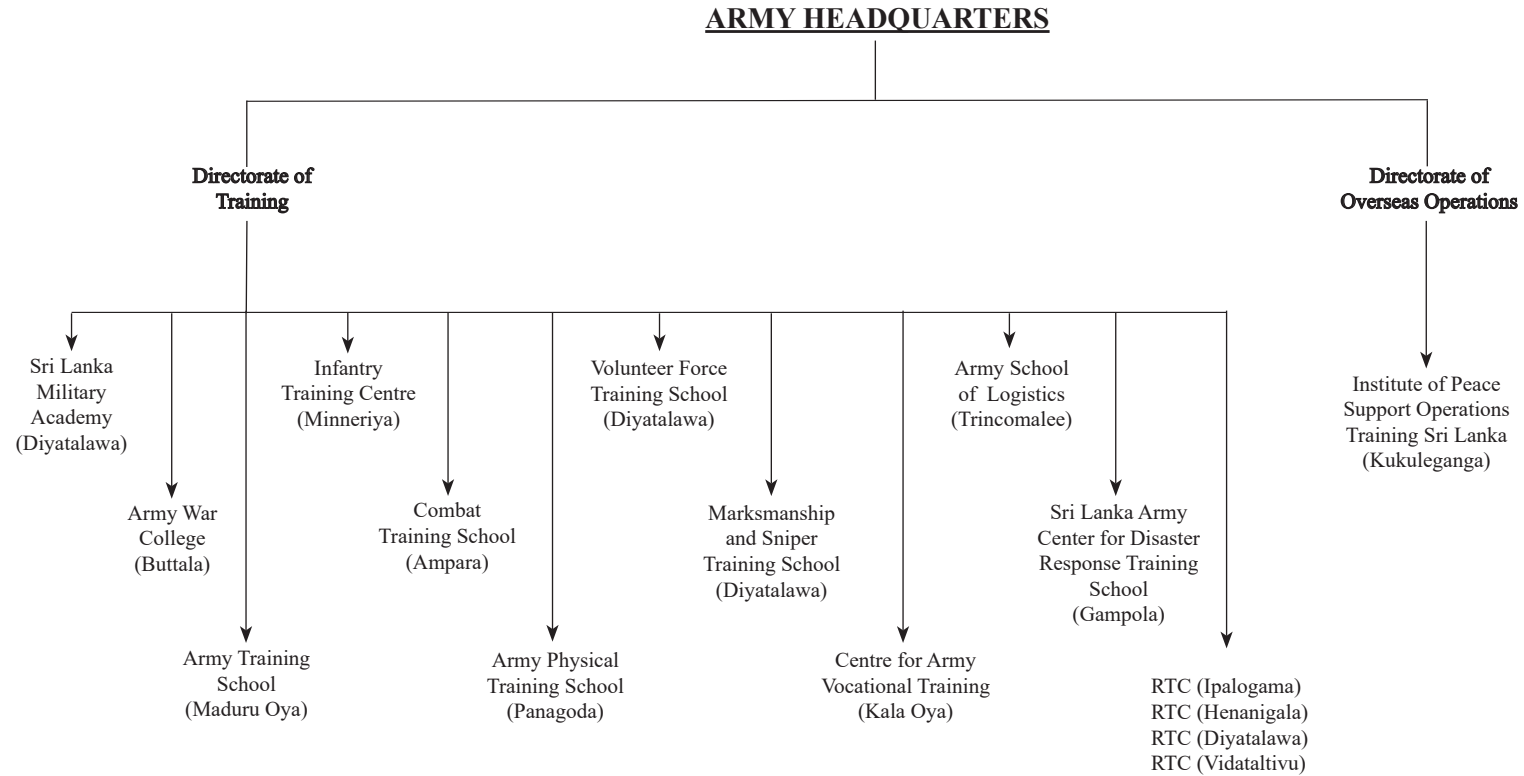 ARMY HEADQUARTERS
Directorate of
Training
Directorate of
Overseas Operations
Sri Lanka
Military
Academy
(Diyatalawa)
Army War
College
(Buttala)
Army Training
School
(Maduru Oya)
Infantry
Training Centre
(Minneriya)
Combat
Training School
(Ampara)
Army Physical
Training School
(Panagoda)
Volunteer Force
Training School
(Diyatalawa)
Marksmanship
and Sniper
Training School
(Diyatalawa)
Centre for Army
Vocational Training
(Kala Oya)
Army School
of Logistics
(Trincomalee)
Sri Lanka Army
Center for Disaster
Response Training
School
(Gampola)
RTC (Ipalogama)
RTC (Henanigala)
RTC (Diyatalawa)
RTC (Vidataltivu)
Institute of Peace
Support Operations
Training Sri Lanka
(Kukuleganga)